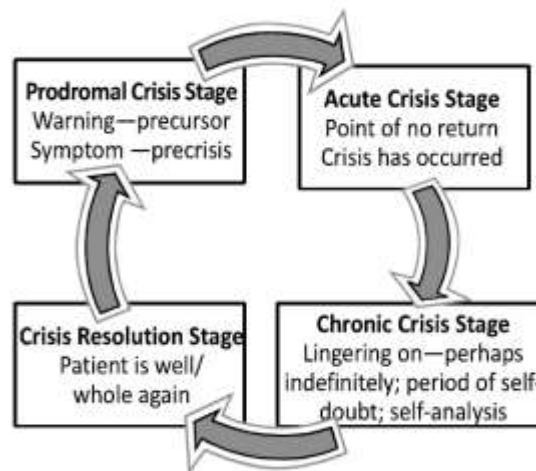 Prodromal Crisis Stage
Warning—precursor
Symptom —precrisis
Acute Crisis Stage
Point of no return
Crisis has occurred
Chronic Crisis Stage
Lingering on—perhaps
indefinitely; period of self-
doubt; self-analysis
Crisis Resolution Stage
Patient is well/
whole again